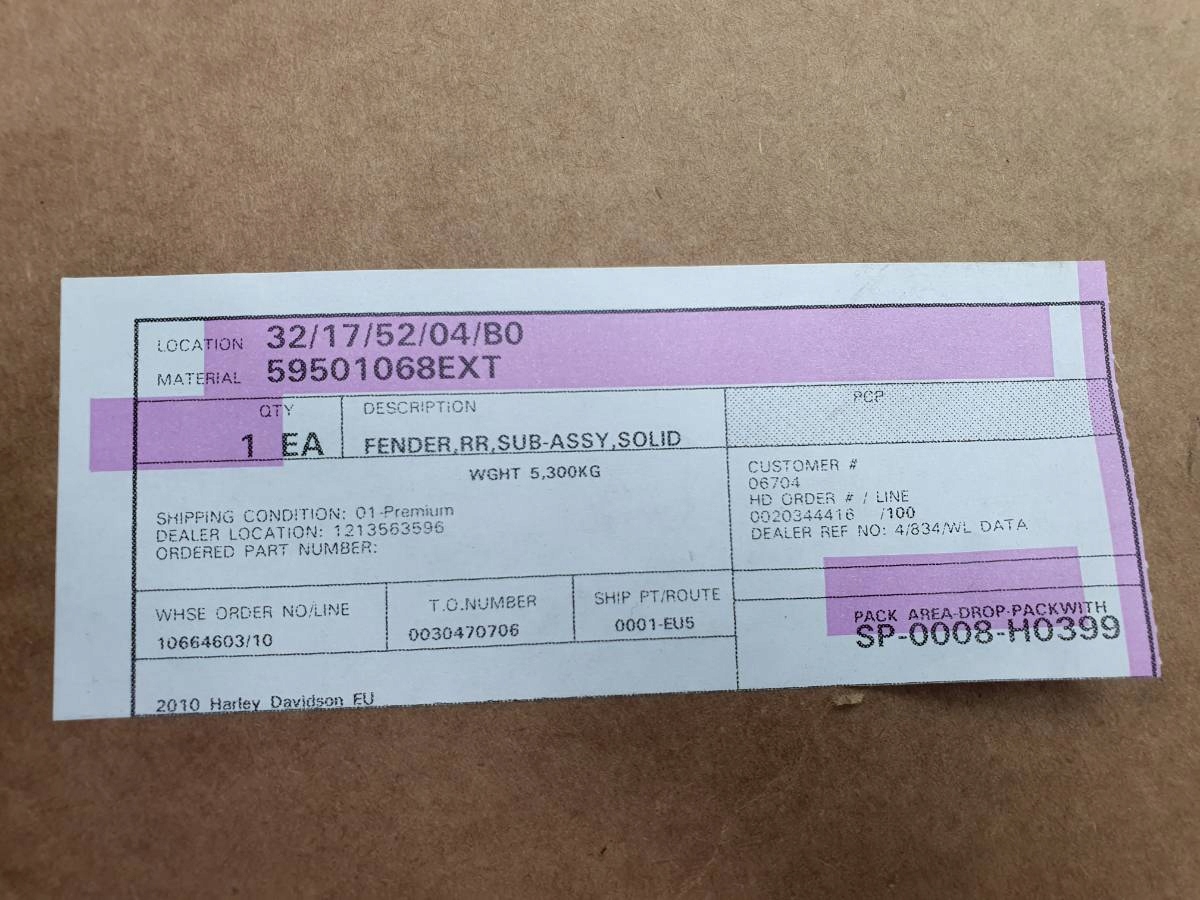 LOCATION 32/17/52/04/B0
MATERIAL 59501068EXT
QTY
1 EA
DESCRIPTION
FENDER,RR,SUB-ASSY,SOLID
PCP
WGHT 5,300KG
SHIPPING CONDITION: 01-Premium
DEALER LOCATION: 1213563596
ORDERED PART NUMBER:
CUSTOMER #
06704
HD ORDER # / LINE
0020344416 /100
DEALER REF NO: 4/834/WL DATA
WHSE ORDER NO/LINE
10664603/10
T.O.NUMBER
0030470706
SHIP PT/ROUTE
0001-EU5
PACK AREA-DROP-PACKWITH
SP-0008-H0399
2010 Harley Davidson EU